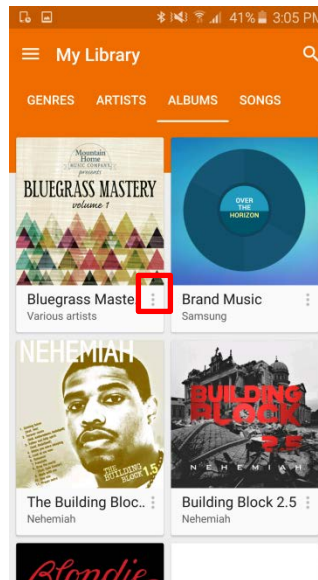 41% 3:05 PM
My Library
GENRES ARTISTS ALBUMS SONGS
Mountain
Home
MUSIC COMPANY
presents
BLUEGRASS MASTERY
volume 1
OVER
THE
HORIZON
Bluegrass Maste..
Various artists
Brand Music
Samsung
NEHEMIAH
THE BUILDING BLOCK 1.5
BUILDING
BLOCK
2.5
NEHEMIAH
The Building Bloc..
Nehemiah
Building Block 2.5
Nehemiah
Blondie